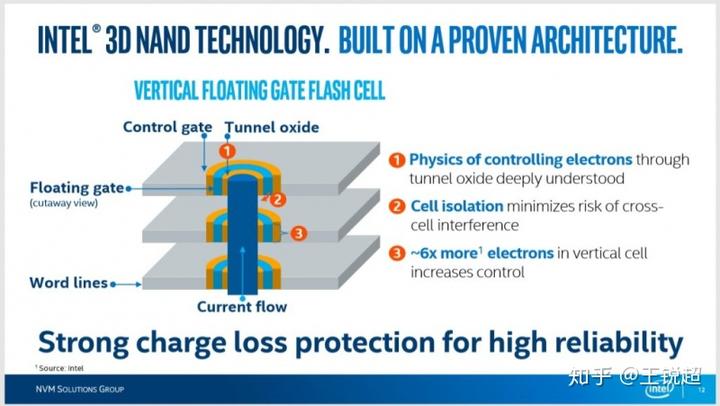 INTEL® 3D NAND TECHNOLOGY. BUILT ON A PROVEN ARCHITECTURE.
VERTICAL FLOATING GATE FLASH CELL
Control gate
Tunnel oxide
1
Floating gate
(cutaway view)
2
3
Word lines
Current flow
1 Physics of controlling electrons through
tunnel oxide deeply understood
2 Cell isolation minimizes risk of cross-
cell interference
3 ~6x more¹ electrons in vertical cell
increases control
Strong charge loss protection for high reliability
¹ Source: Intel
NVM SOLUTIONS GROUP
知乎 @王锐超
intel
12